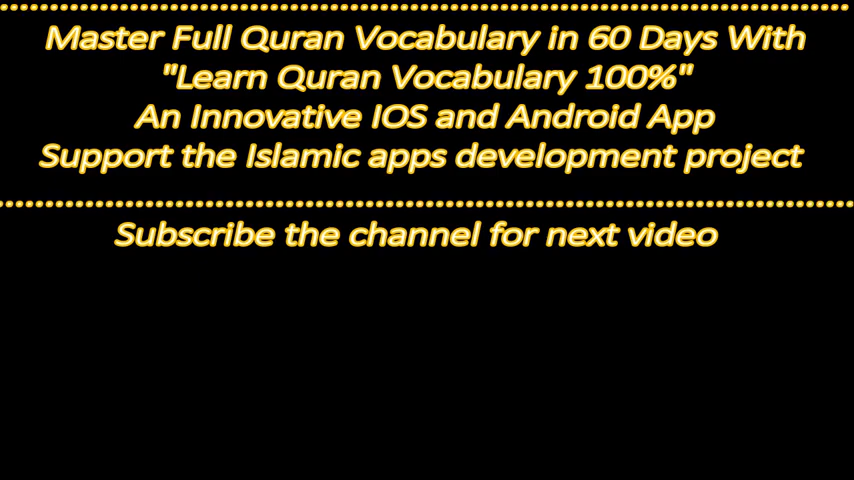 Master Full Quran Vocabulary in 60 Days With
"Learn Quran Vocabulary 100%"
An Innovative IOS and Android App
Support the Islamic apps development project
Subscribe the channel for next video